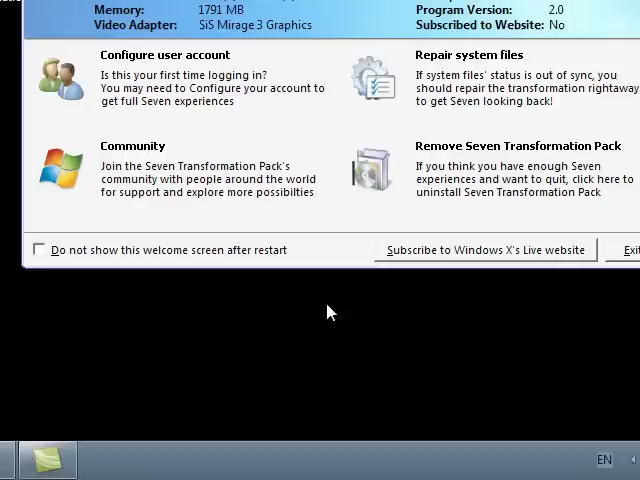 Memory: 1791 MB Program Version: 2.0
Video Adapter: SiS Mirage 3 Graphics Subscribed to Website: No
Configure user account
Is this your first time logging in?
You may need to Configure your account to
get full Seven experiences
Repair system files
If system files' status is out of sync, you
should repair the transformation rightaway
to get Seven looking back!
Community
Join the Seven Transformation Pack's
community with people around the world
for support and explore more possibilties
Remove Seven Transformation Pack
If you think you have enough Seven
experiences and want to quit, click here to
uninstall Seven Transformation Pack
Do not show this welcome screen after restart
Subscribe to Windows X's Live website
Exi
EN